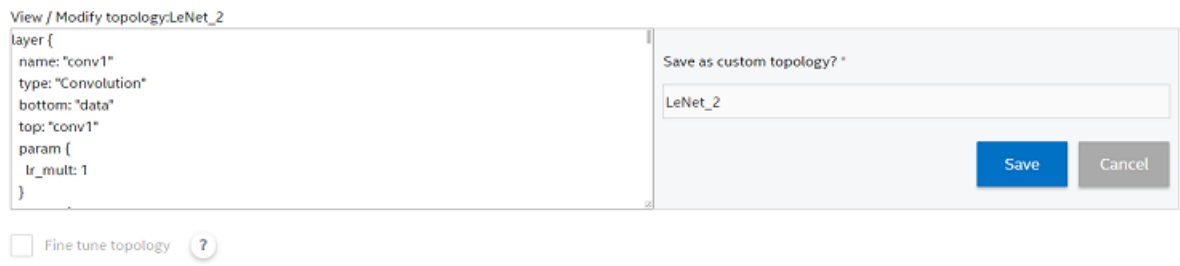 View / Modify topology:LeNet_2
layer {
name: "conv1"
type: "Convolution"
bottom: "data"
top: "conv1"
param {
lr_mult: 1
}
Save as custom topology? *
LeNet_2
Save Cancel
Fine tune topology ?